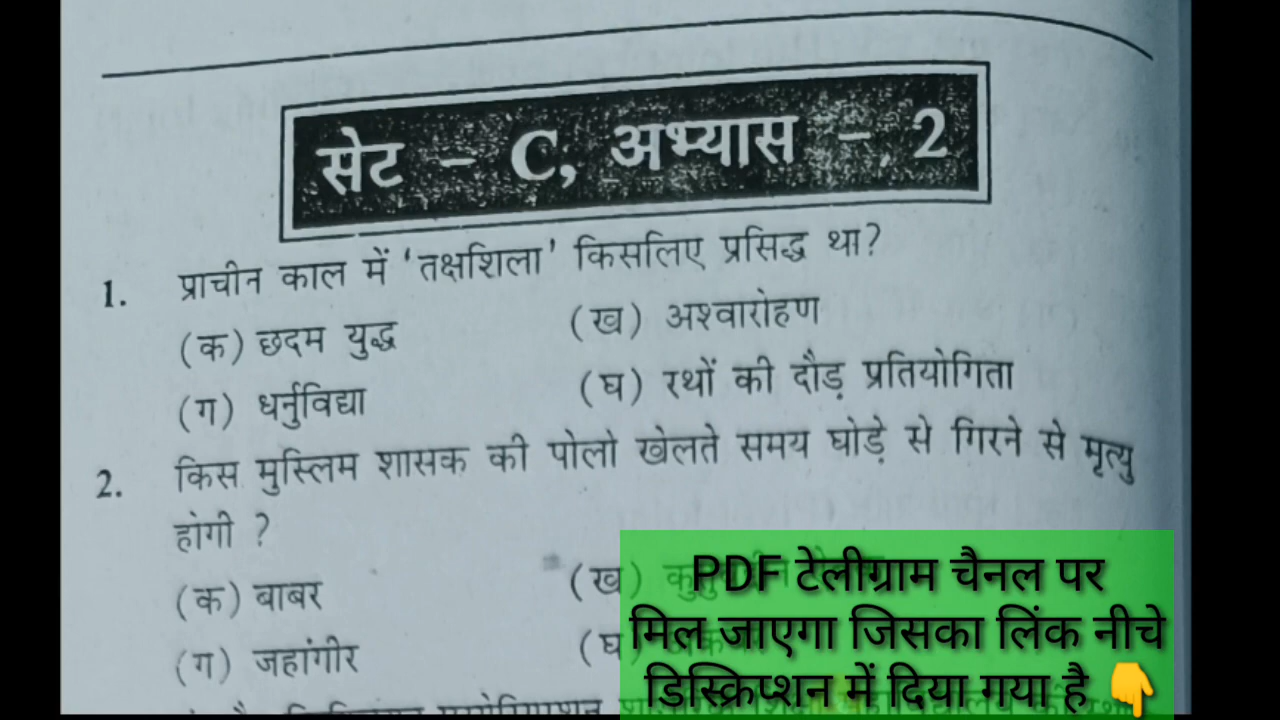 सेट - C, अभ्यास - 2
1. प्राचीन काल में 'तक्षशिला' किसलिए प्रसिद्ध था?
(क) छदम युद्ध (ख) अश्वारोहण
(ग) धर्नुविद्या (घ) रथों की दौड़ प्रतियोगिता
2. किस मुस्लिम शासक की पोलो खेलते समय घोड़े से गिरने से मृत्यु
होगी ?
(क) बाबर (ख)
(ग) जहांगीर (घ
PDF टेलीग्राम चैनल पर
मिल जाएगा जिसका लिंक नीचे
डिस्क्रिप्शन में दिया गया है 👇